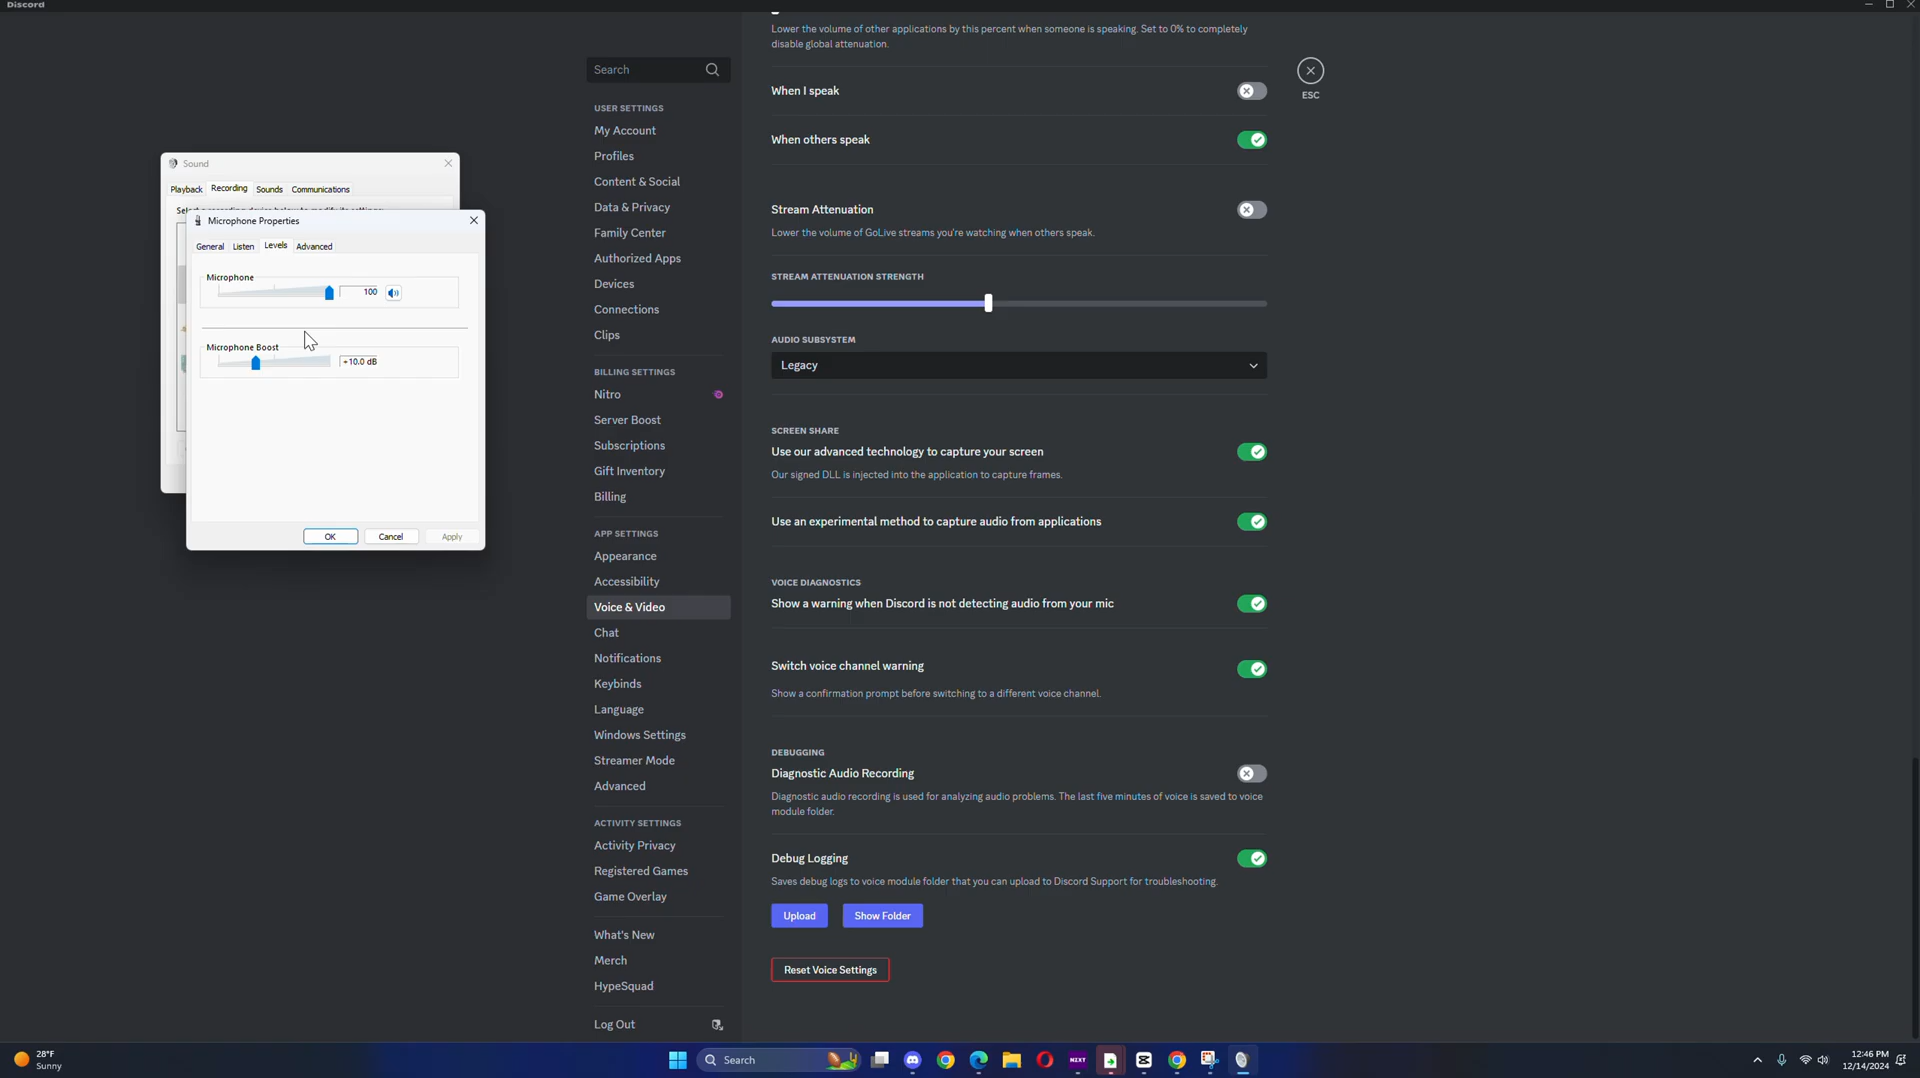 Discord
Sound
Playback
Recording
Sounds
Communications
Microphone Properties
General
Listen
Levels
Advanced
Microphone
100
Microphone Boost
+10.0 dB
OK
Cancel
Apply
Search
USER SETTINGS
My Account
Profiles
Content & Social
Data & Privacy
Family Center
Authorized Apps
Devices
Connections
Clips
BILLING SETTINGS
Nitro
Server Boost
Subscriptions
Gift Inventory
Billing
APP SETTINGS
Appearance
Accessibility
Voice & Video
Chat
Notifications
Keybinds
Language
Windows Settings
Streamer Mode
Advanced
ACTIVITY SETTINGS
Activity Privacy
Registered Games
Game Overlay
What's New
Merch
HypeSquad
Log Out
Lower the volume of other applications by this percent when someone is speaking. Set to 0% to completely
disable global attenuation.
When I speak
When others speak
Stream Attenuation
Lower the volume of GoLive streams you're watching when others speak.
STREAM ATTENUATION STRENGTH
AUDIO SUBSYSTEM
Legacy
SCREEN SHARE
Use our advanced technology to capture your screen
Our signed DLL is injected into the application to capture frames.
Use an experimental method to capture audio from applications
VOICE DIAGNOSTICS
Show a warning when Discord is not detecting audio from your mic
Switch voice channel warning
Show a confirmation prompt before switching to a different voice channel.
DEBUGGING
Diagnostic Audio Recording
Diagnostic audio recording is used for analyzing audio problems. The last five minutes of voice is saved to voice
module folder.
Debug Logging
Saves debug logs to voice module folder that you can upload to Discord Support for troubleshooting.
Upload
Show Folder
Reset Voice Settings
ESC
28°F
Sunny
Search
NZXT
12:46 PM
12/14/2024